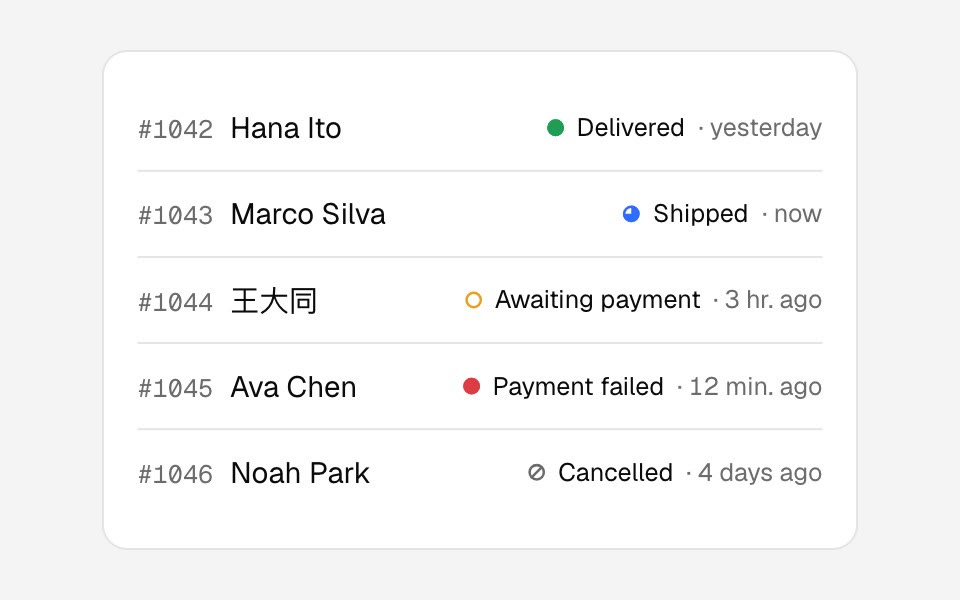 #1042 Hana Ito Delivered · yesterday
#1043 Marco Silva Shipped · now
#1044 王大同 Awaiting payment · 3 hr. ago
#1045 Ava Chen Payment failed · 12 min. ago
#1046 Noah Park Cancelled · 4 days ago